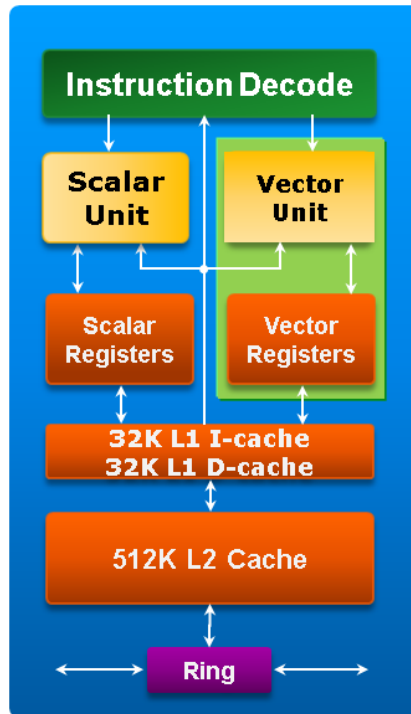 Instruction Decode
Scalar
Unit
Vector
Unit
Scalar
Registers
Vector
Registers
32K L1 I-cache
32K L1 D-cache
512K L2 Cache
Ring